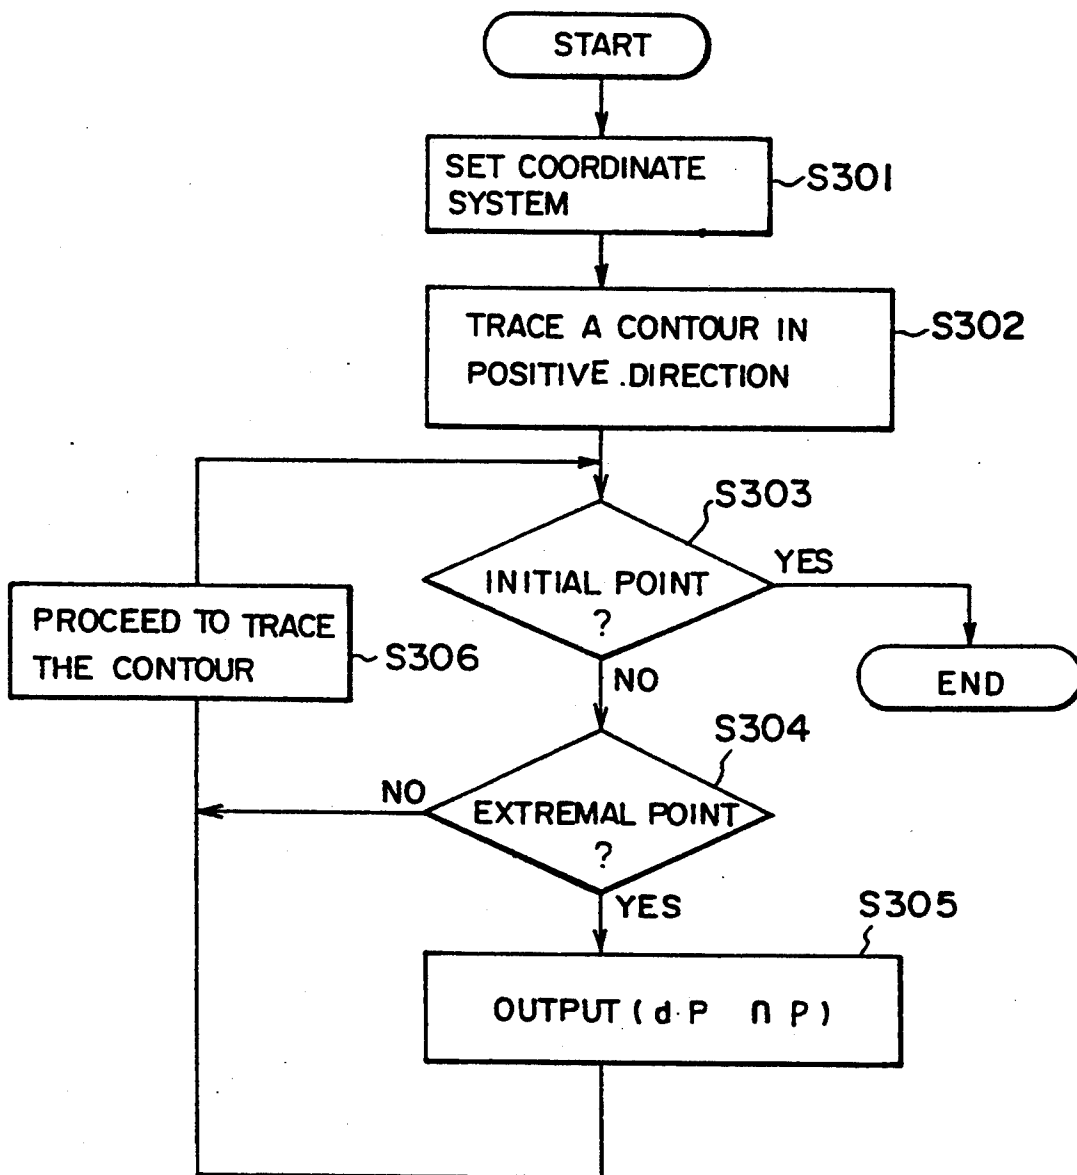 START
SET COORDINATE
SYSTEM
S301
TRACE A CONTOUR IN
POSITIVE .DIRECTION
S302
S303
INITIAL POINT
?
YES
END
NO
PROCEED TO TRACE
THE CONTOUR
S306
S304
EXTREMAL POINT
?
NO
YES
S305
OUTPUT ( d·P n P )